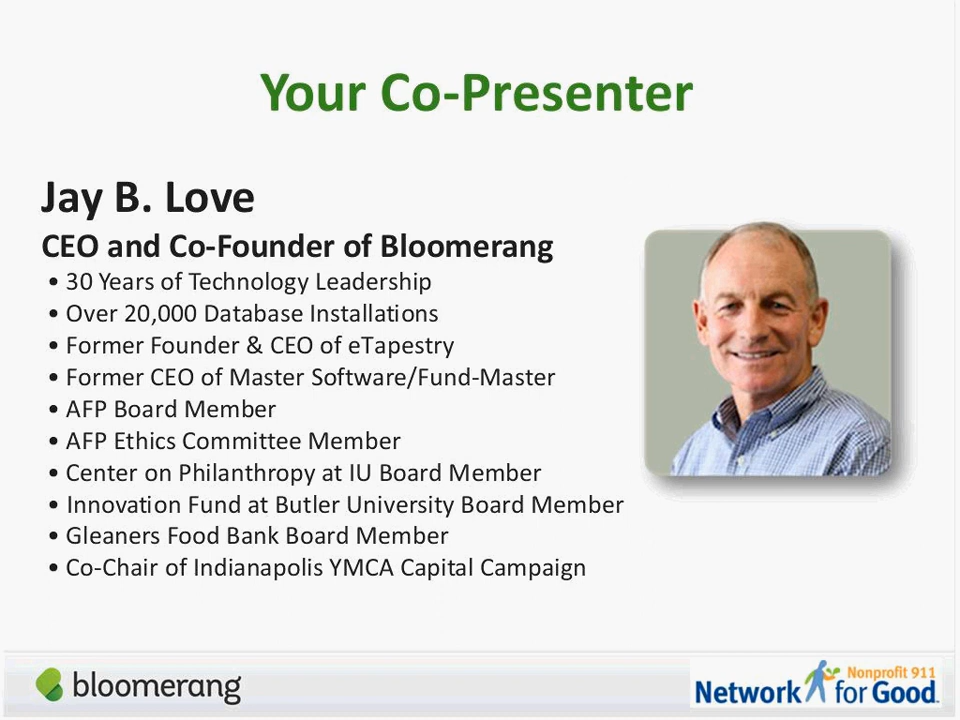 Your Co-Presenter
Jay B. Love
CEO and Co-Founder of Bloomerang
• 30 Years of Technology Leadership
• Over 20,000 Database Installations
• Former Founder & CEO of eTapestry
• Former CEO of Master Software/Fund-Master
• AFP Board Member
• AFP Ethics Committee Member
• Center on Philanthropy at IU Board Member
• Innovation Fund at Butler University Board Member
• Gleaners Food Bank Board Member
• Co-Chair of Indianapolis YMCA Capital Campaign
bloomerang
Nonprofit 911
Network for Good.